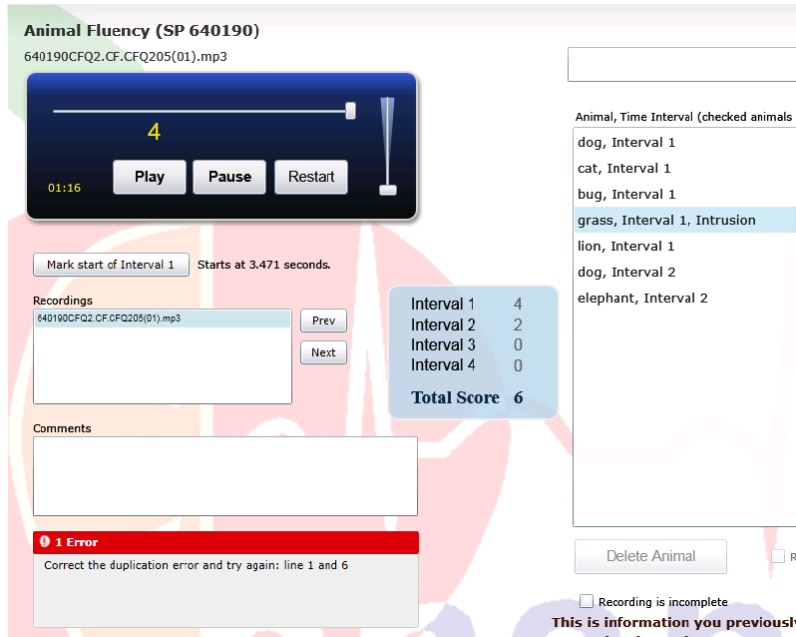 Animal Fluency (SP 640190)
640190CFQ2.CF.CFQ205(01).mp3
4
01:16
Play
Pause
Restart
Mark start of Interval 1
Starts at 3.471 seconds.
Recordings
640190CFQ2.CF.CFQ205(01).mp3
Prev
Next
Interval 1 4
Interval 2 2
Interval 3 0
Interval 4 0
Total Score 6
Comments
1 Error
Correct the duplication error and try again: line 1 and 6
Animal, Time Interval (checked animals
dog, Interval 1
cat, Interval 1
bug, Interval 1
grass, Interval 1, Intrusion
lion, Interval 1
dog, Interval 2
elephant, Interval 2
Delete Animal
R
Recording is incomplete
This is information you previously